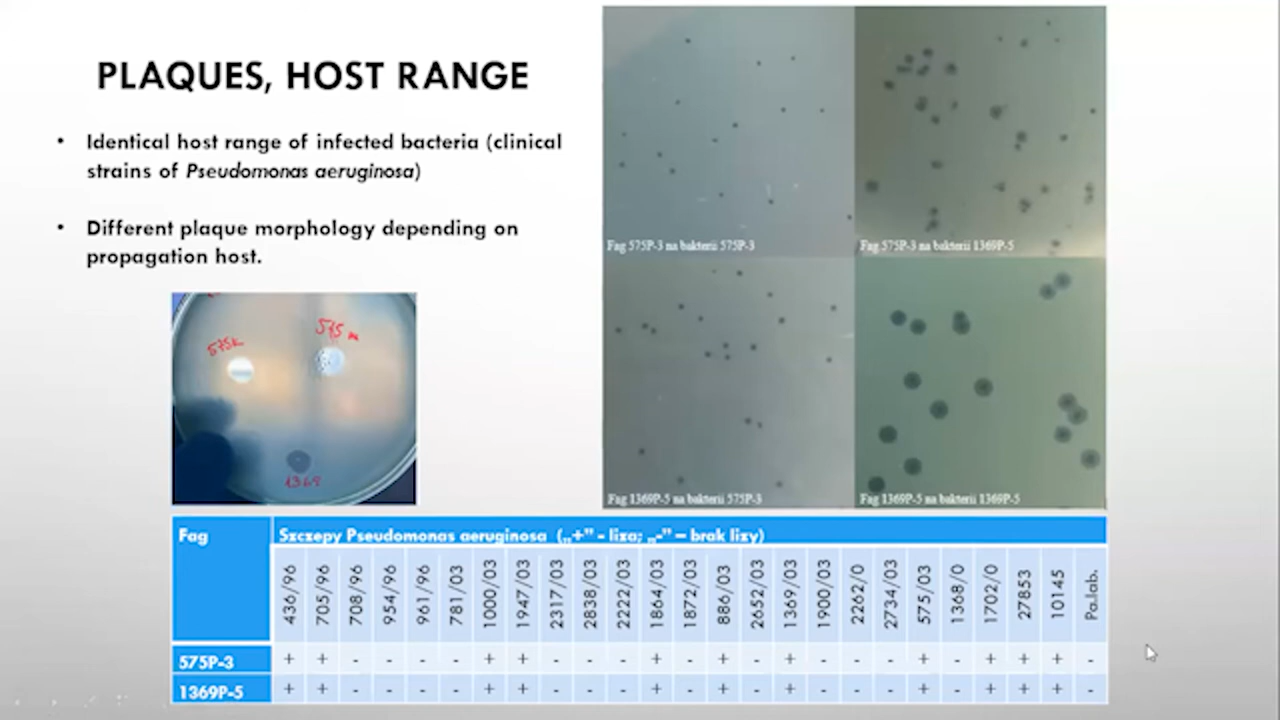 PLAQUES, HOST RANGE
• Identical host range of infected bacteria (clinical
strains of Pseudomonas aeruginosa)
• Different plaque morphology depending on
propagation host.
Fag 575P-3 na bakterii 575P-3
Fag 575P-3 na bakterii 1369P-5
Fag 1369P-5 na bakterii 575P-3
Fag 1369P-5 na bakterii 1369P-5
575K
575
1369
Fag Szczepy Pseudomonas aeruginosa („+" - liza; „-" – brak lizy)
436/96 705/96 708/96 954/96 961/96 781/03 1000/03 1947/03 2317/03 2838/03 2222/03 1864/03 1872/03 886/03 2652/03 1369/03 1900/03 2262/0 2734/03 575/03 1368/0 1702/0 27853 10145 Pa.lab.
575P-3 + + - - - - + + - - - + - + - + - - - + - + + + -
1369P-5 + + - - - - + + - - - + - + - + - - - + - + + + -